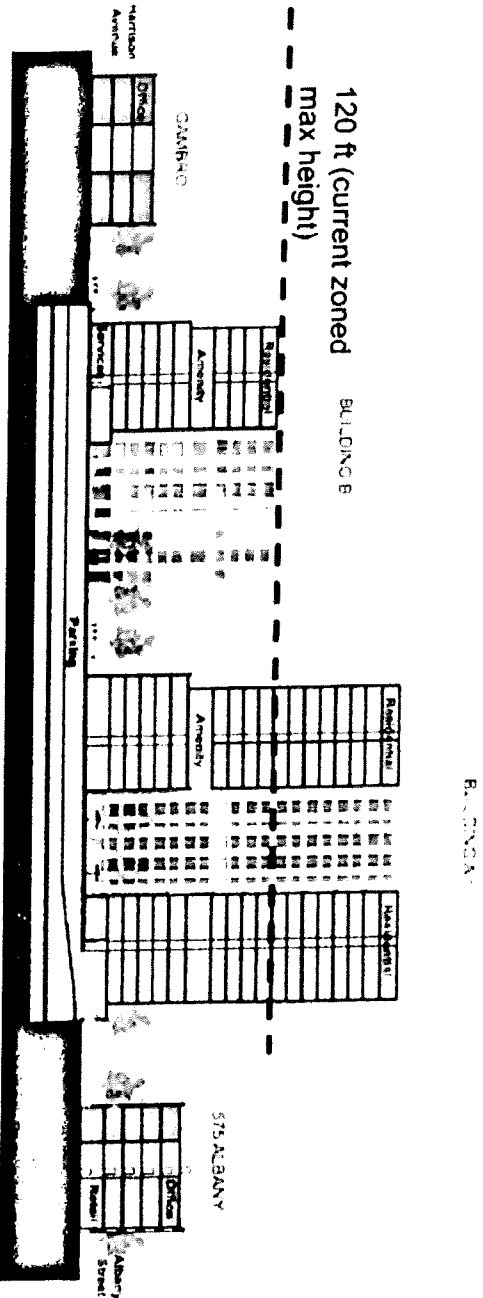 120 ft (current zoned
max height)
Harrison
Avenue
GAMBRO
Office
BUILDING B
Residential
Amenity
Services
Parking
Residential
Amenity
Residential
575 ALBANY
Office
Retail
Albany
Street